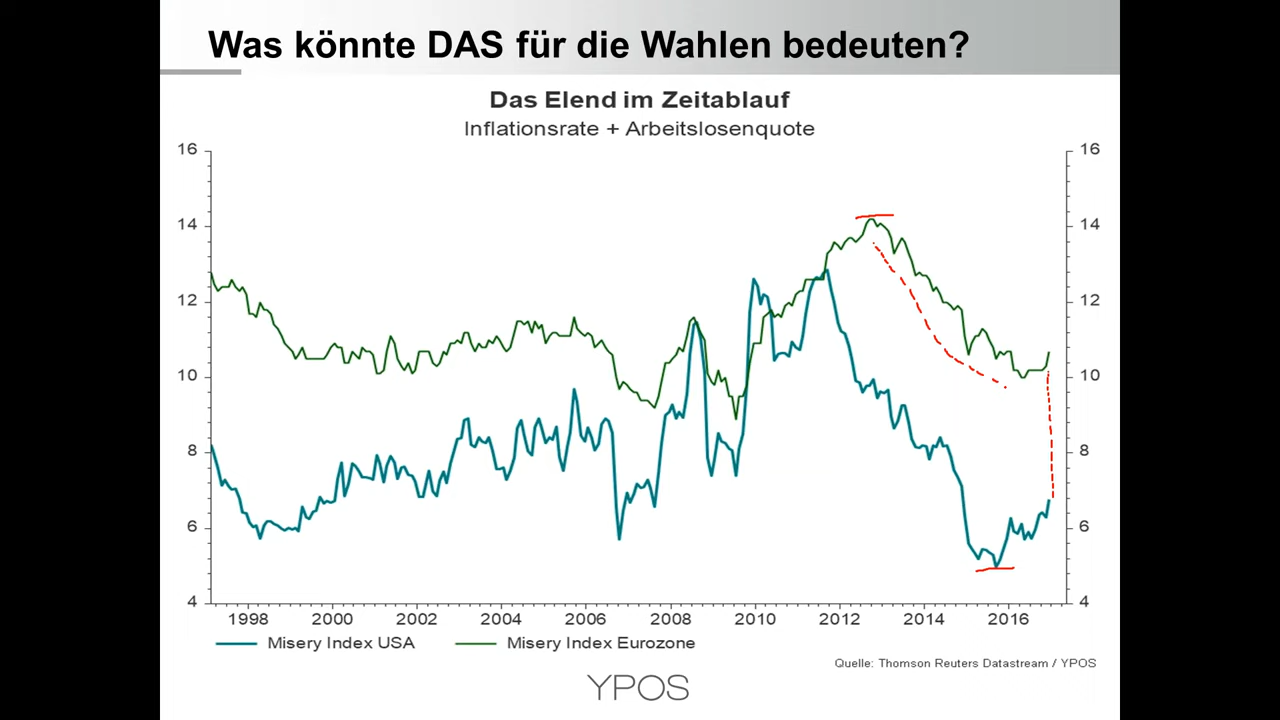 Was könnte DAS für die Wahlen bedeuten?
Das Elend im Zeitablauf
Inflationsrate + Arbeitslosenquote
16 16
14 14
12 12
10 10
8 8
6 6
4 4
1998 2000 2002 2004 2006 2008 2010 2012 2014 2016
Misery Index USA Misery Index Eurozone
Quelle: Thomson Reuters Datastream / YPOS
YPOS